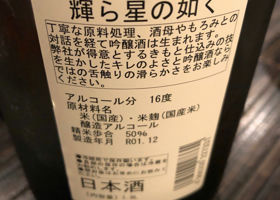 輝ら星の如く
丁寧な原料処理、酒母やもろみとの
対話を経て吟醸酒は生まれます。
弊社が得意とするきもと仕込みの技
を生かしたキレのよさと吟醸酒なら
ではの舌触りの滑らかさをお楽しみ
ください。
アルコール分 16度
原材料名
米(国産)・米麹(国産米)
醸造アルコール
精米歩合 50%
製造年月 R01.12
日本酒